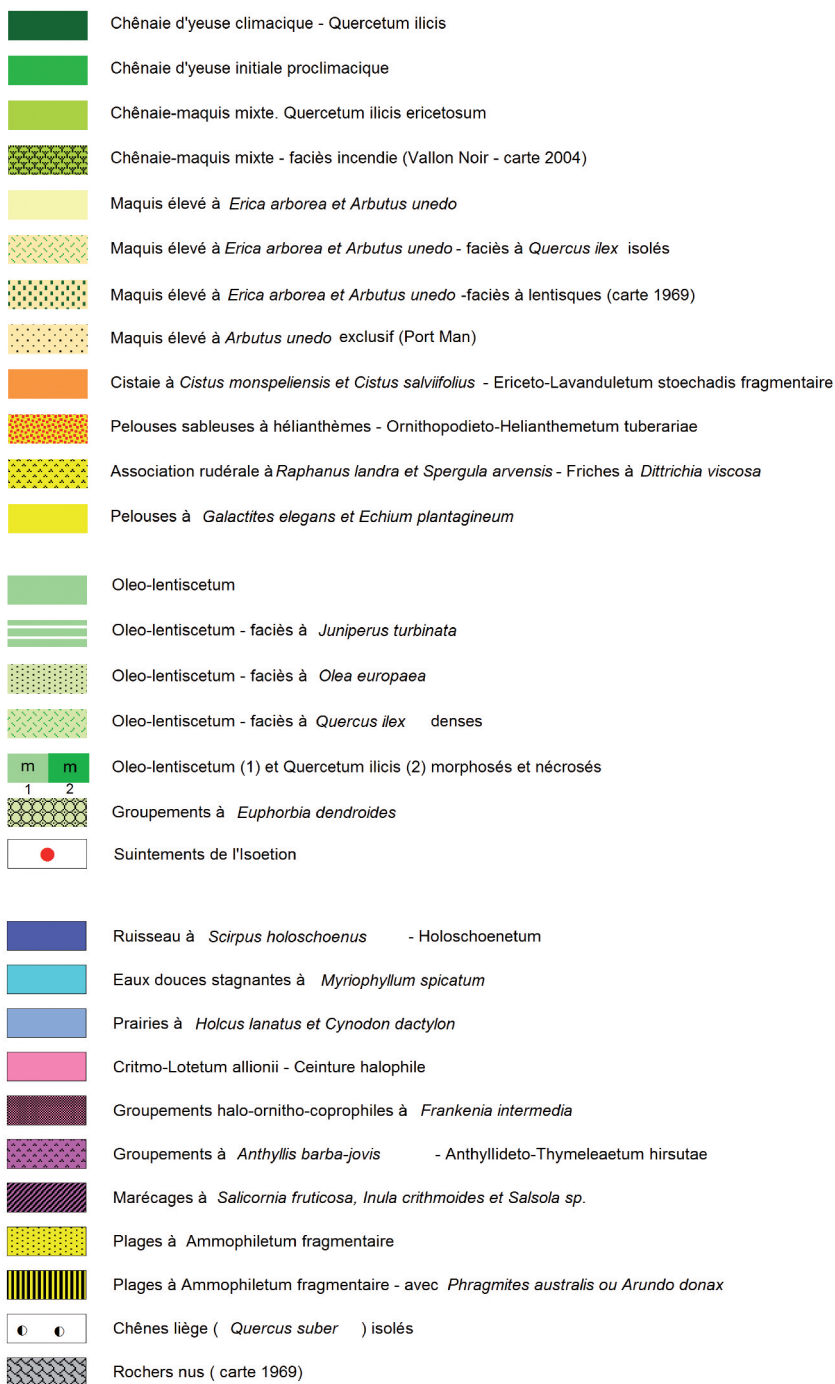 Chênaie d'yeuse climacique - Quercetum ilicis
Chênaie d'yeuse initiale proclimacique
Chênaie-maquis mixte. Quercetum ilicis ericetosum
Chênaie-maquis mixte - faciès incendie (Vallon Noir - carte 2004)
Maquis élevé à Erica arborea et Arbutus unedo
Maquis élevé à Erica arborea et Arbutus unedo - faciès à Quercus ilex isolés
Maquis élevé à Erica arborea et Arbutus unedo -faciès à lentisques (carte 1969)
Maquis élevé à Arbutus unedo exclusif (Port Man)
Cistaie à Cistus monspeliensis et Cistus salviifolius - Ericeto-Lavanduletum stoechadis fragmentaire
Pelouses sableuses à hélianthèmes - Ornithopodieto-Helianthemetum tuberariae
Association rudérale à Raphanus landra et Spergula arvensis - Friches à Dittrichia viscosa
Pelouses à Galactites elegans et Echium plantagineum
Oleo-lentiscetum
Oleo-lentiscetum - faciès à Juniperus turbinata
Oleo-lentiscetum - faciès à Olea europaea
Oleo-lentiscetum - faciès à Quercus ilex denses
m m Oleo-lentiscetum (1) et Quercetum ilicis (2) morphosés et nécrosés
1 2
Groupements à Euphorbia dendroides
Suintements de l'Isoetion
Ruisseau à Scirpus holoschoenus - Holoschoenetum
Eaux douces stagnantes à Myriophyllum spicatum
Prairies à Holcus lanatus et Cynodon dactylon
Critmo-Lotetum allionii - Ceinture halophile
Groupements halo-ornitho-coprophiles à Frankenia intermedia
Groupements à Anthyllis barba-jovis - Anthyllideto-Thymeleaetum hirsutae
Marécages à Salicornia fruticosa, Inula crithmoides et Salsola sp.
Plages à Ammophiletum fragmentaire
Plages à Ammophiletum fragmentaire - avec Phragmites australis ou Arundo donax
Chênes liège ( Quercus suber ) isolés
Rochers nus ( carte 1969)